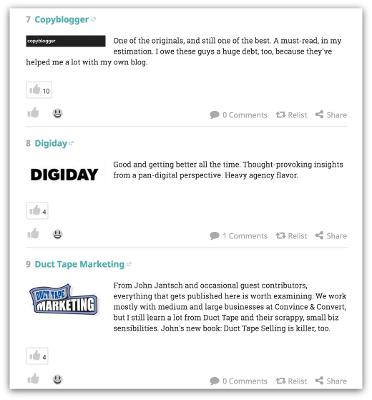 7 Copyblogger
copyblogger
One of the originals, and still one of the best. A must-read, in my
estimation. I owe these guys a huge debt, too, because they've
helped me a lot with my own blog.
10
0 Comments Relist Share
8 Digiday
DIGIDAY
Good and getting better all the time. Thought-provoking insights
from a pan-digital perspective. Heavy agency flavor.
4
1 Comments Relist Share
9 Duct Tape Marketing
DUCT TAPE
MARKETING
From John Jantsch and occasional guest contributors,
everything that gets published here is worth examining. We work
mostly with medium and large businesses at Convince & Convert,
but I still learn a lot from Duct Tape and their scrappy, small biz
sensibilities. John's new book: Duct Tape Selling is killer, too.
4
0 Comments Relist Share